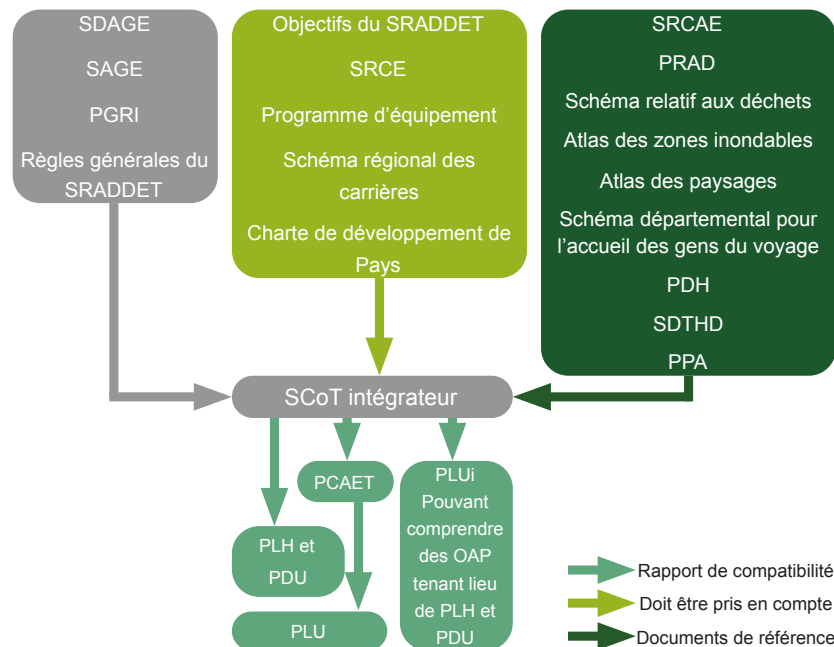 SDAGE
SAGE
PGRI
Règles générales du
SRADDET
Objectifs du SRADDET
SRCE
Programme d'équipement
Schéma régional des
carrières
Charte de développement de
Pays
SRCAE
PRAD
Schéma relatif aux déchets
Atlas des zones inondables
Atlas des paysages
Schéma départemental pour
l'accueil des gens du voyage
PDH
SDTHD
PPA
SCoT intégrateur
PCAET
PLH et
PDU
PLU
PLUi
Pouvant
comprendre
des OAP
tenant lieu
de PLH et
PDU
Rapport de compatibilité
Doit être pris en compte
Documents de référence